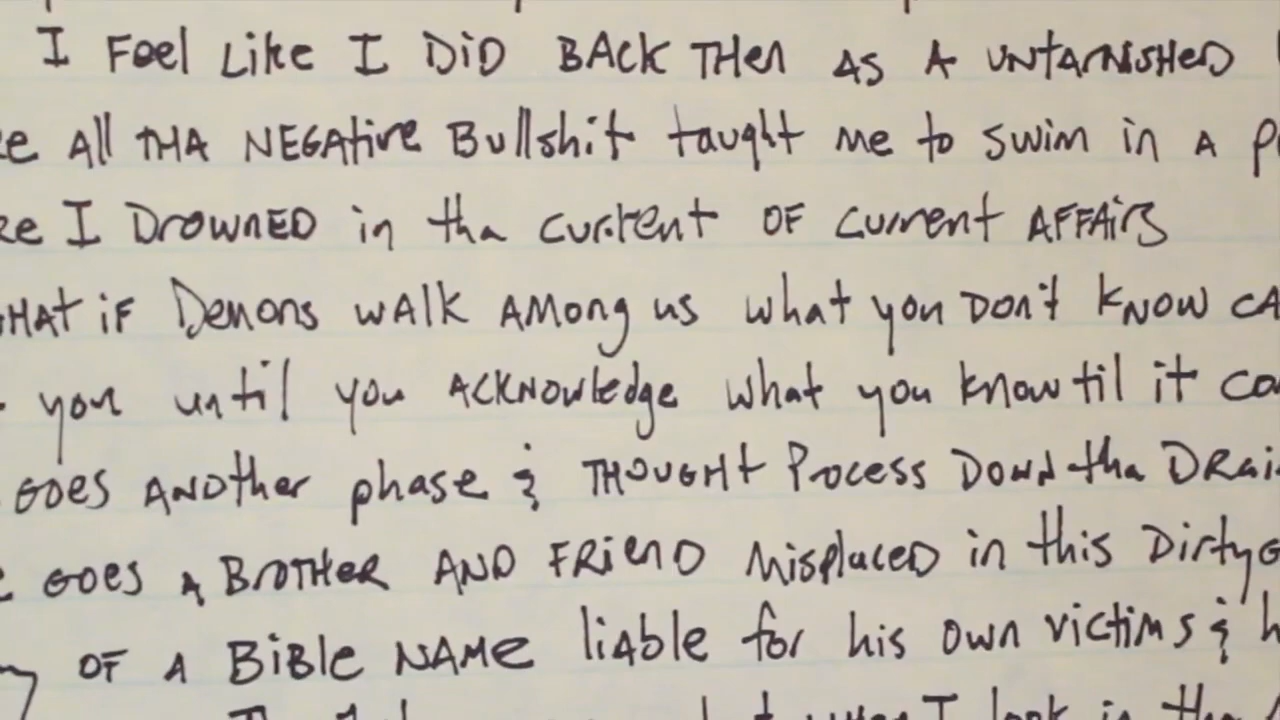 I Feel Like I DiD BAck THen AS A UNTArNiSHeD
All THA NEGAtive Bullshit taught me to swim in A
I DrowNED in tha current OF current AFFAirs
iF Demons wAlk AMong us what you DON't kNOW
you until you ACkNOwledge what you know til it
GOES ANOther phase & THOUGHt Process DOWN tha
GOES A BrOTHER AND FRiend Misplaced in this
OF A BiBle NAMe liAble for his own victims &
I look in